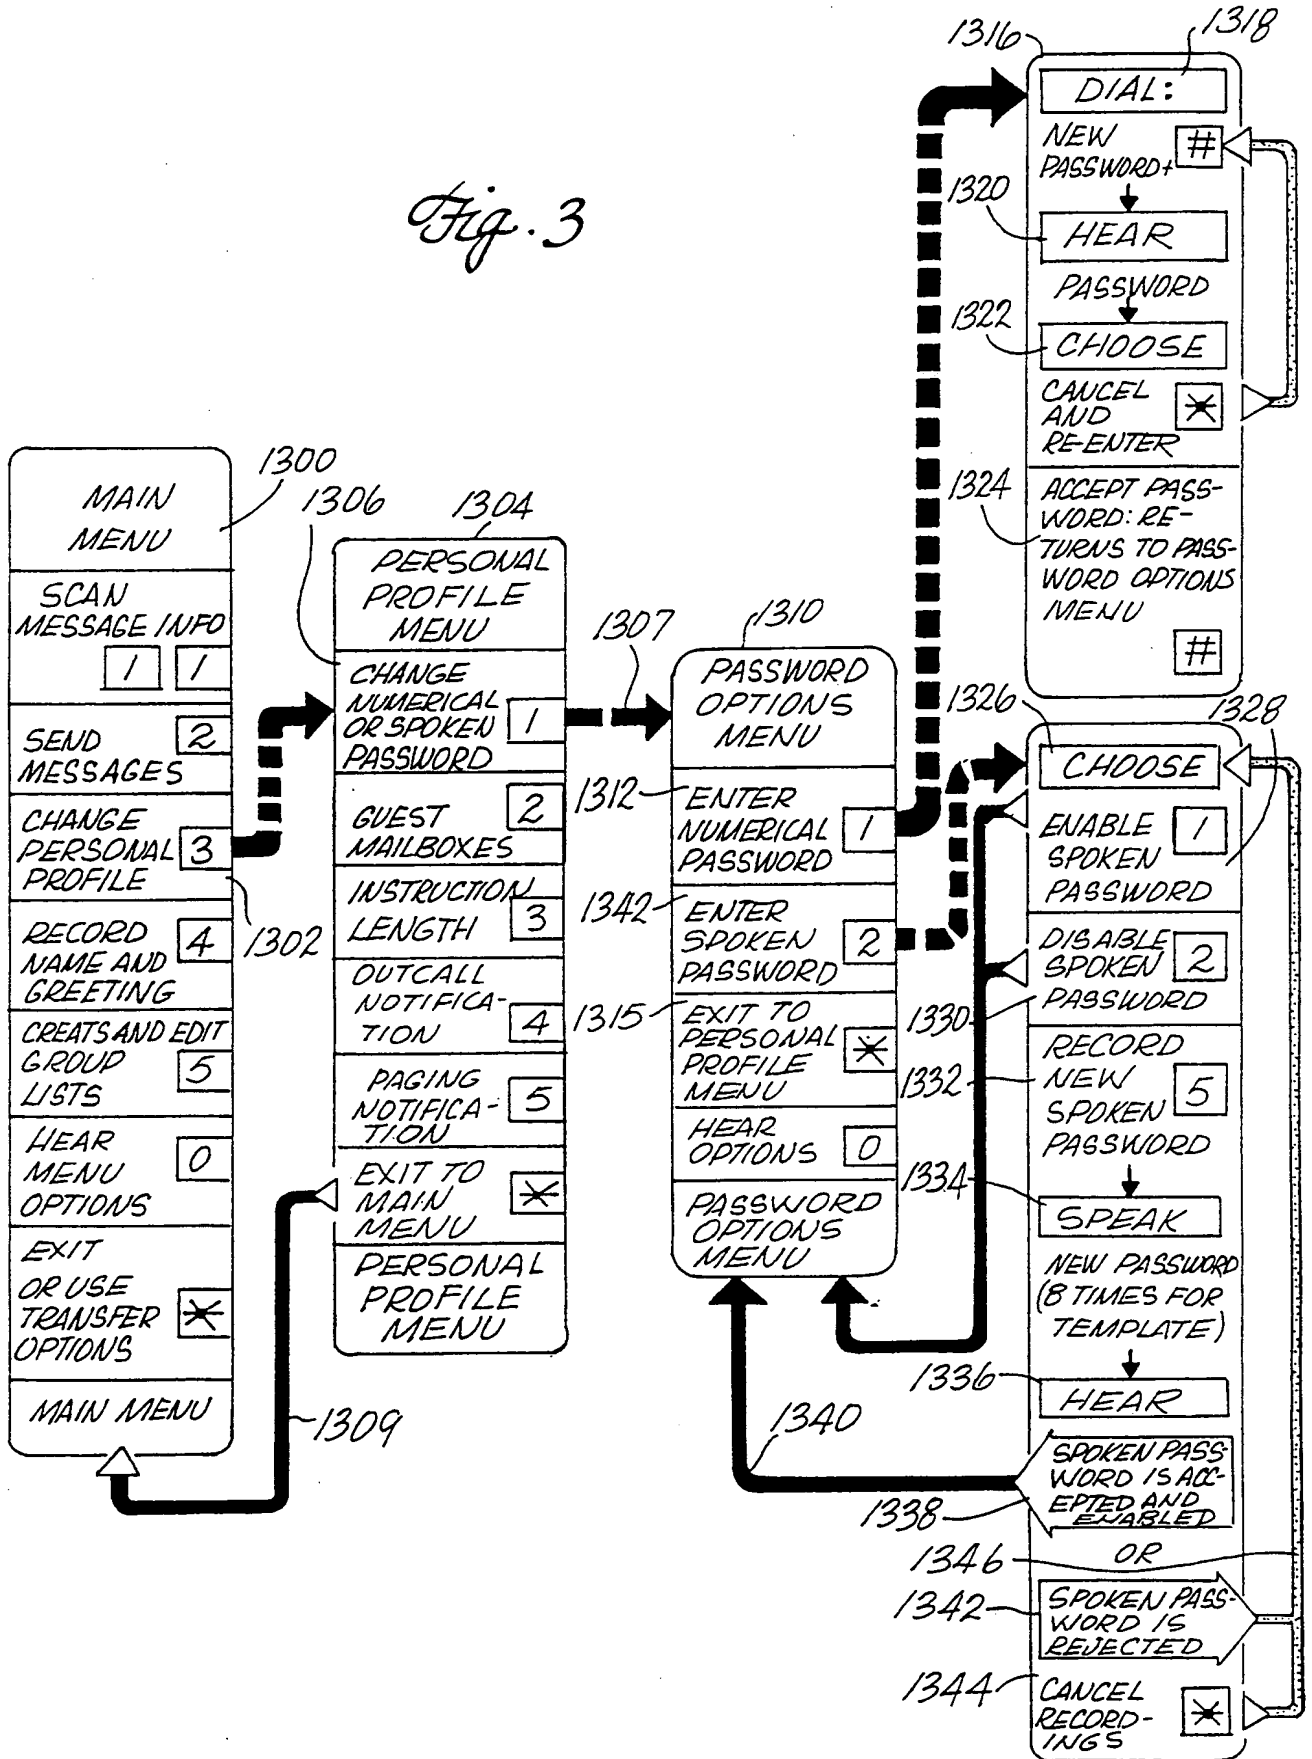 Fig. 3
1300
MAIN
MENU
SCAN
MESSAGE INFO
1 1
SEND
MESSAGES
2
CHANGE
PERSONAL
PROFILE
3
1302
RECORD
NAME AND
GREETING
4
CREATS AND EDIT
GROUP
LISTS
5
HEAR
MENU
OPTIONS
0
EXIT
OR USE
TRANSFER
OPTIONS
*
MAIN MENU
1309
1306
1304
PERSONAL
PROFILE
MENU
CHANGE
NUMERICAL
OR SPOKEN
PASSWORD
1
1307
GUEST
MAILBOXES
2
INSTRUCTION
LENGTH
3
OUTCALL
NOTIFICA-
TION
4
PAGING
NOTIFICA-
TION
5
EXIT TO
MAIN
MENU
*
PERSONAL
PROFILE
MENU
1310
PASSWORD
OPTIONS
MENU
1312
ENTER
NUMERICAL
PASSWORD
1
1342
ENTER
SPOKEN
PASSWORD
2
1315
EXIT TO
PERSONAL
PROFILE
MENU
*
HEAR
OPTIONS
0
PASSWORD
OPTIONS
MENU
1340
1316
1318
DIAL:
NEW
PASSWORD+
#
1320
HEAR
PASSWORD
1322
CHOOSE
CANCEL
AND
RE-ENTER
*
1324
ACCEPT PASS-
WORD: RE-
TURNS TO PASS-
WORD OPTIONS
MENU
#
1326
1328
CHOOSE
ENABLE
SPOKEN
PASSWORD
1
DISABLE
SPOKEN
PASSWORD
2
1330
RECORD
NEW
SPOKEN
PASSWORD
5
1332
1334
SPEAK
NEW PASSWORD
(8 TIMES FOR
TEMPLATE)
1336
HEAR
SPOKEN PASS-
WORD IS ACC-
EPTED AND
ENABLED
1338
OR
1346
1342
SPOKEN PASS-
WORD IS
REJECTED
1344
CANCEL
RECORD-
INGS
*